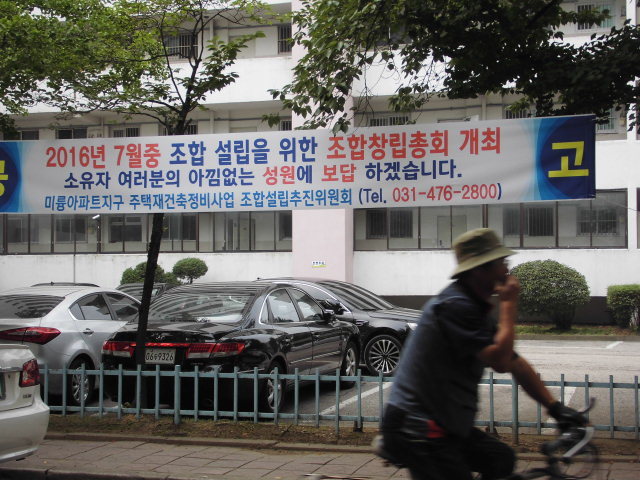 공
2016년 7월중 조합 설립을 위한 조합창립총회 개최
소유자 여러분의 아낌없는 성원에 보답 하겠습니다.
미륭아파트지구 주택재건축정비사업 조합설립추진위원회 (Tel. 031-476-2800)
고